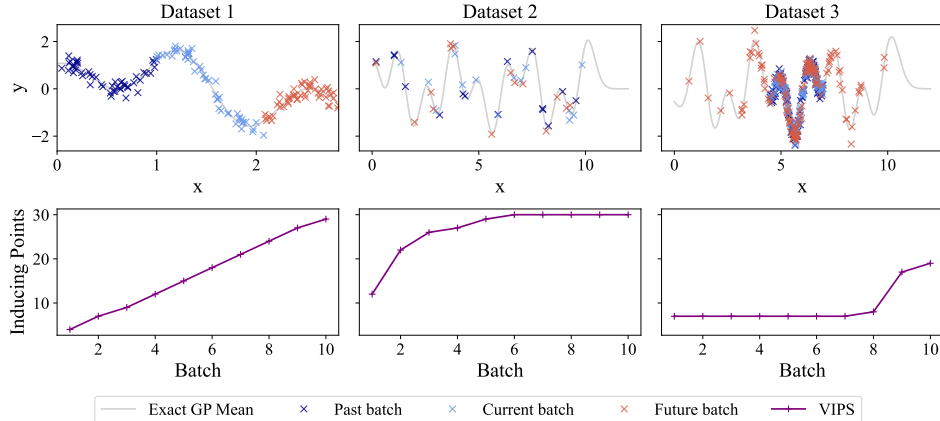 Dataset 1
Dataset 2
Dataset 3
y
2
0
−2
0
1
2
0
5
10
0
5
10
x
x
x
Inducing Points
30
20
10
2
4
6
8
10
2
4
6
8
10
2
4
6
8
10
Batch
Batch
Batch
Exact GP Mean
Past batch
Current batch
Future batch
VIPS